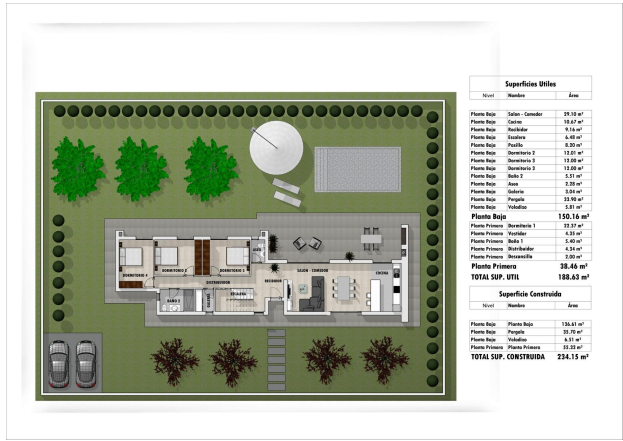 Superficies Utiles
Nivel Nombre Área
Planta Baja Salon - Comedor 29.10 m²
Planta Baja Cocina 10.67 m²
Planta Baja Recibidor 9.16 m²
Planta Baja Escalera 6.48 m²
Planta Baja Pasillo 8.20 m²
Planta Baja Dormitorio 2 12.01 m²
Planta Baja Dormitorio 3 12.00 m²
Planta Baja Dormitorio 3 12.00 m²
Planta Baja Baño 2 5.51 m²
Planta Baja Aseo 2.28 m²
Planta Baja Galeria 3.04 m²
Planta Baja Pergola 33.90 m²
Planta Baja Voladizo 5.81 m²
Planta Baja 150.16 m²
Planta Primera Dormitorio 1 22.37 m²
Planta Primera Vestidor 4.35 m²
Planta Primera Baño 1 5.40 m²
Planta Primera Distribuidor 4.34 m²
Planta Primera Descansillo 2.00 m²
Planta Primera 38.46 m²
TOTAL SUP. UTIL 188.63 m²
Superficie Construida
Nivel Nombre Área
Planta Baja Planta Baja 136.61 m²
Planta Baja Pergola 35.70 m²
Planta Baja Voladizo 6.51 m²
Planta Primera Planta Primera 55.33 m²
TOTAL SUP. CONSTRUIDA 234.15 m²
ASEO
DORMITORIO 4
DORMITORIO 2
DORMITORIO 3
SALON - COMEDOR
COCINA
DISTRIBUIDOR
RECIBIDOR
BAÑO 2
GALERIA
ESCALERA